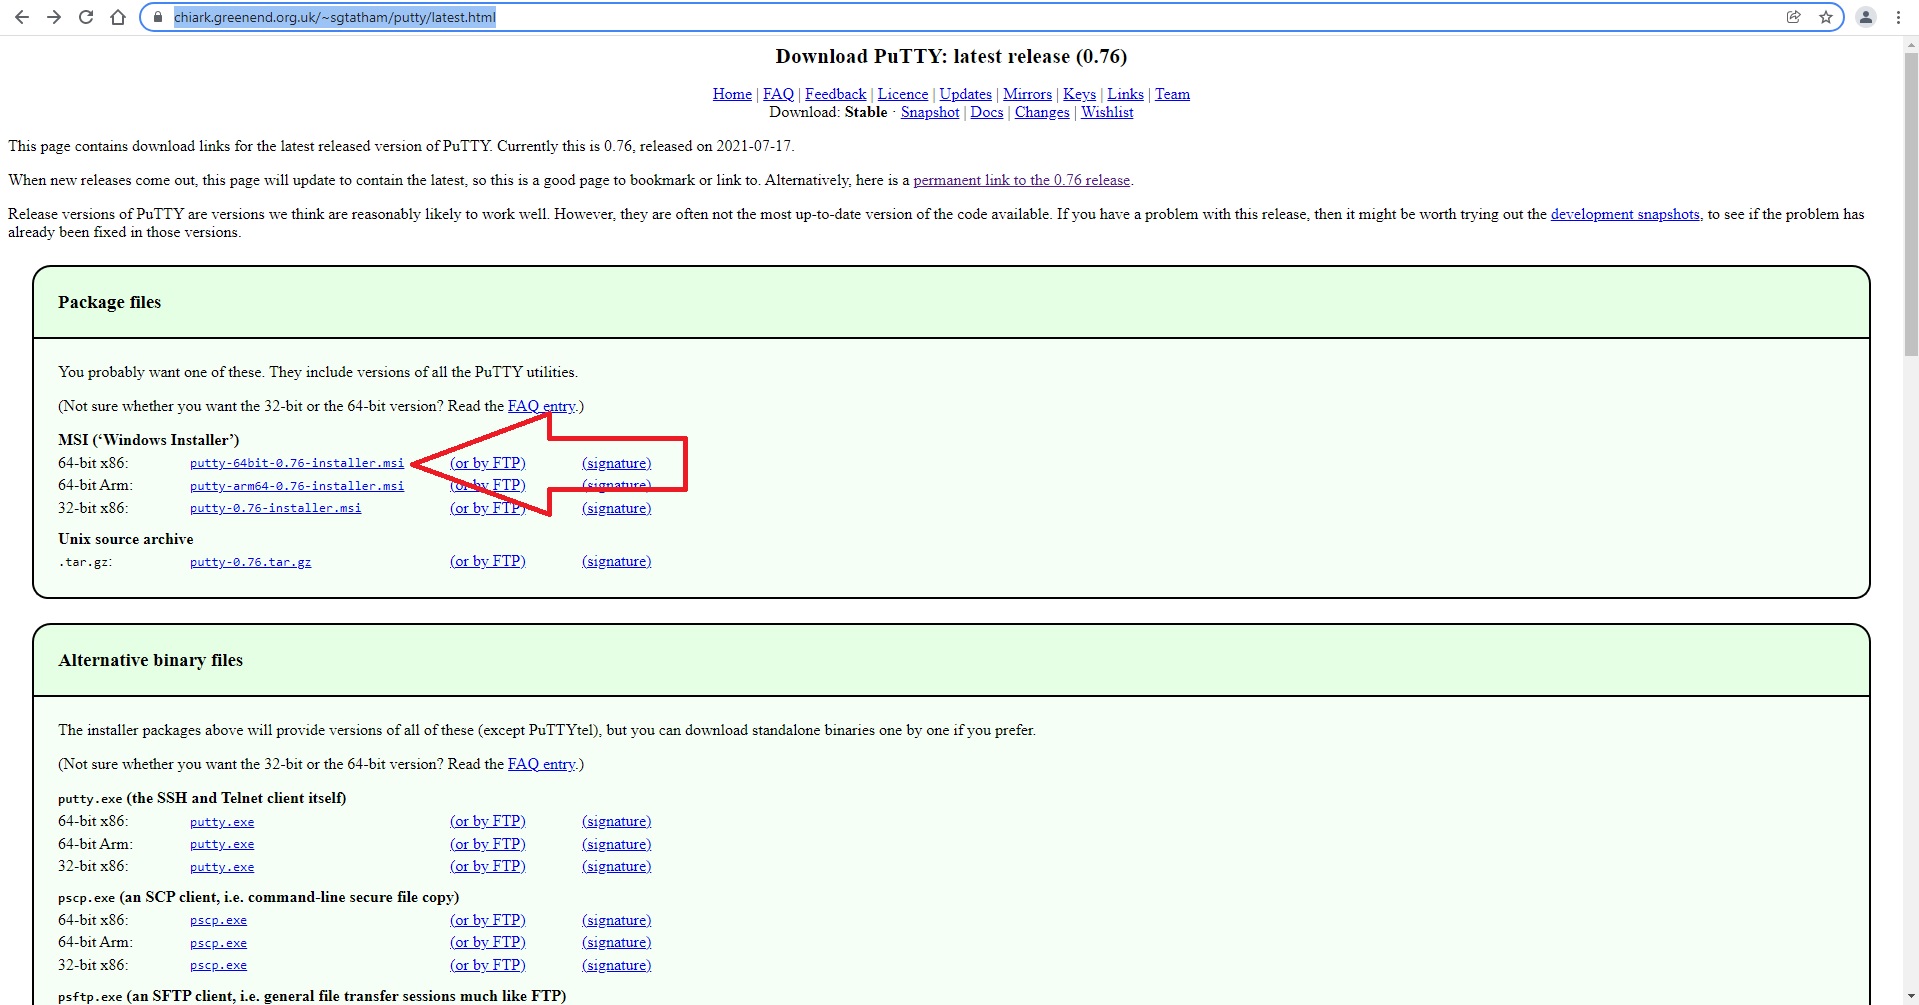 chiark.greenend.org.uk/~sgtatham/putty/latest.html
Download PuTTY: latest release (0.76)
Home | FAQ | Feedback | Licence | Updates | Mirrors | Keys | Links | Team
Download: Stable · Snapshot | Docs | Changes | Wishlist
This page contains download links for the latest released version of PuTTY. Currently this is 0.76, released on 2021-07-17.
When new releases come out, this page will update to contain the latest, so this is a good page to bookmark or link to. Alternatively, here is a permanent link to the 0.76 release.
Release versions of PuTTY are versions we think are reasonably likely to work well. However, they are often not the most up-to-date version of the code available. If you have a problem with this release, then it might be worth trying out the development snapshots, to see if the problem has
already been fixed in those versions.
Package files
You probably want one of these. They include versions of all the PuTTY utilities.
(Not sure whether you want the 32-bit or the 64-bit version? Read the FAQ entry.)
MSI (‘Windows Installer’)
64-bit x86: putty-64bit-0.76-installer.msi (or by FTP) (signature)
64-bit Arm: putty-arm64-0.76-installer.msi (or by FTP) (signature)
32-bit x86: putty-0.76-installer.msi (or by FTP) (signature)
Unix source archive
.tar.gz: putty-0.76.tar.gz (or by FTP) (signature)
Alternative binary files
The installer packages above will provide versions of all of these (except PuTTYtel), but you can download standalone binaries one by one if you prefer.
(Not sure whether you want the 32-bit or the 64-bit version? Read the FAQ entry.)
putty.exe (the SSH and Telnet client itself)
64-bit x86: putty.exe (or by FTP) (signature)
64-bit Arm: putty.exe (or by FTP) (signature)
32-bit x86: putty.exe (or by FTP) (signature)
pscp.exe (an SCP client, i.e. command-line secure file copy)
64-bit x86: pscp.exe (or by FTP) (signature)
64-bit Arm: pscp.exe (or by FTP) (signature)
32-bit x86: pscp.exe (or by FTP) (signature)
psftp.exe (an SFTP client, i.e. general file transfer sessions much like FTP)